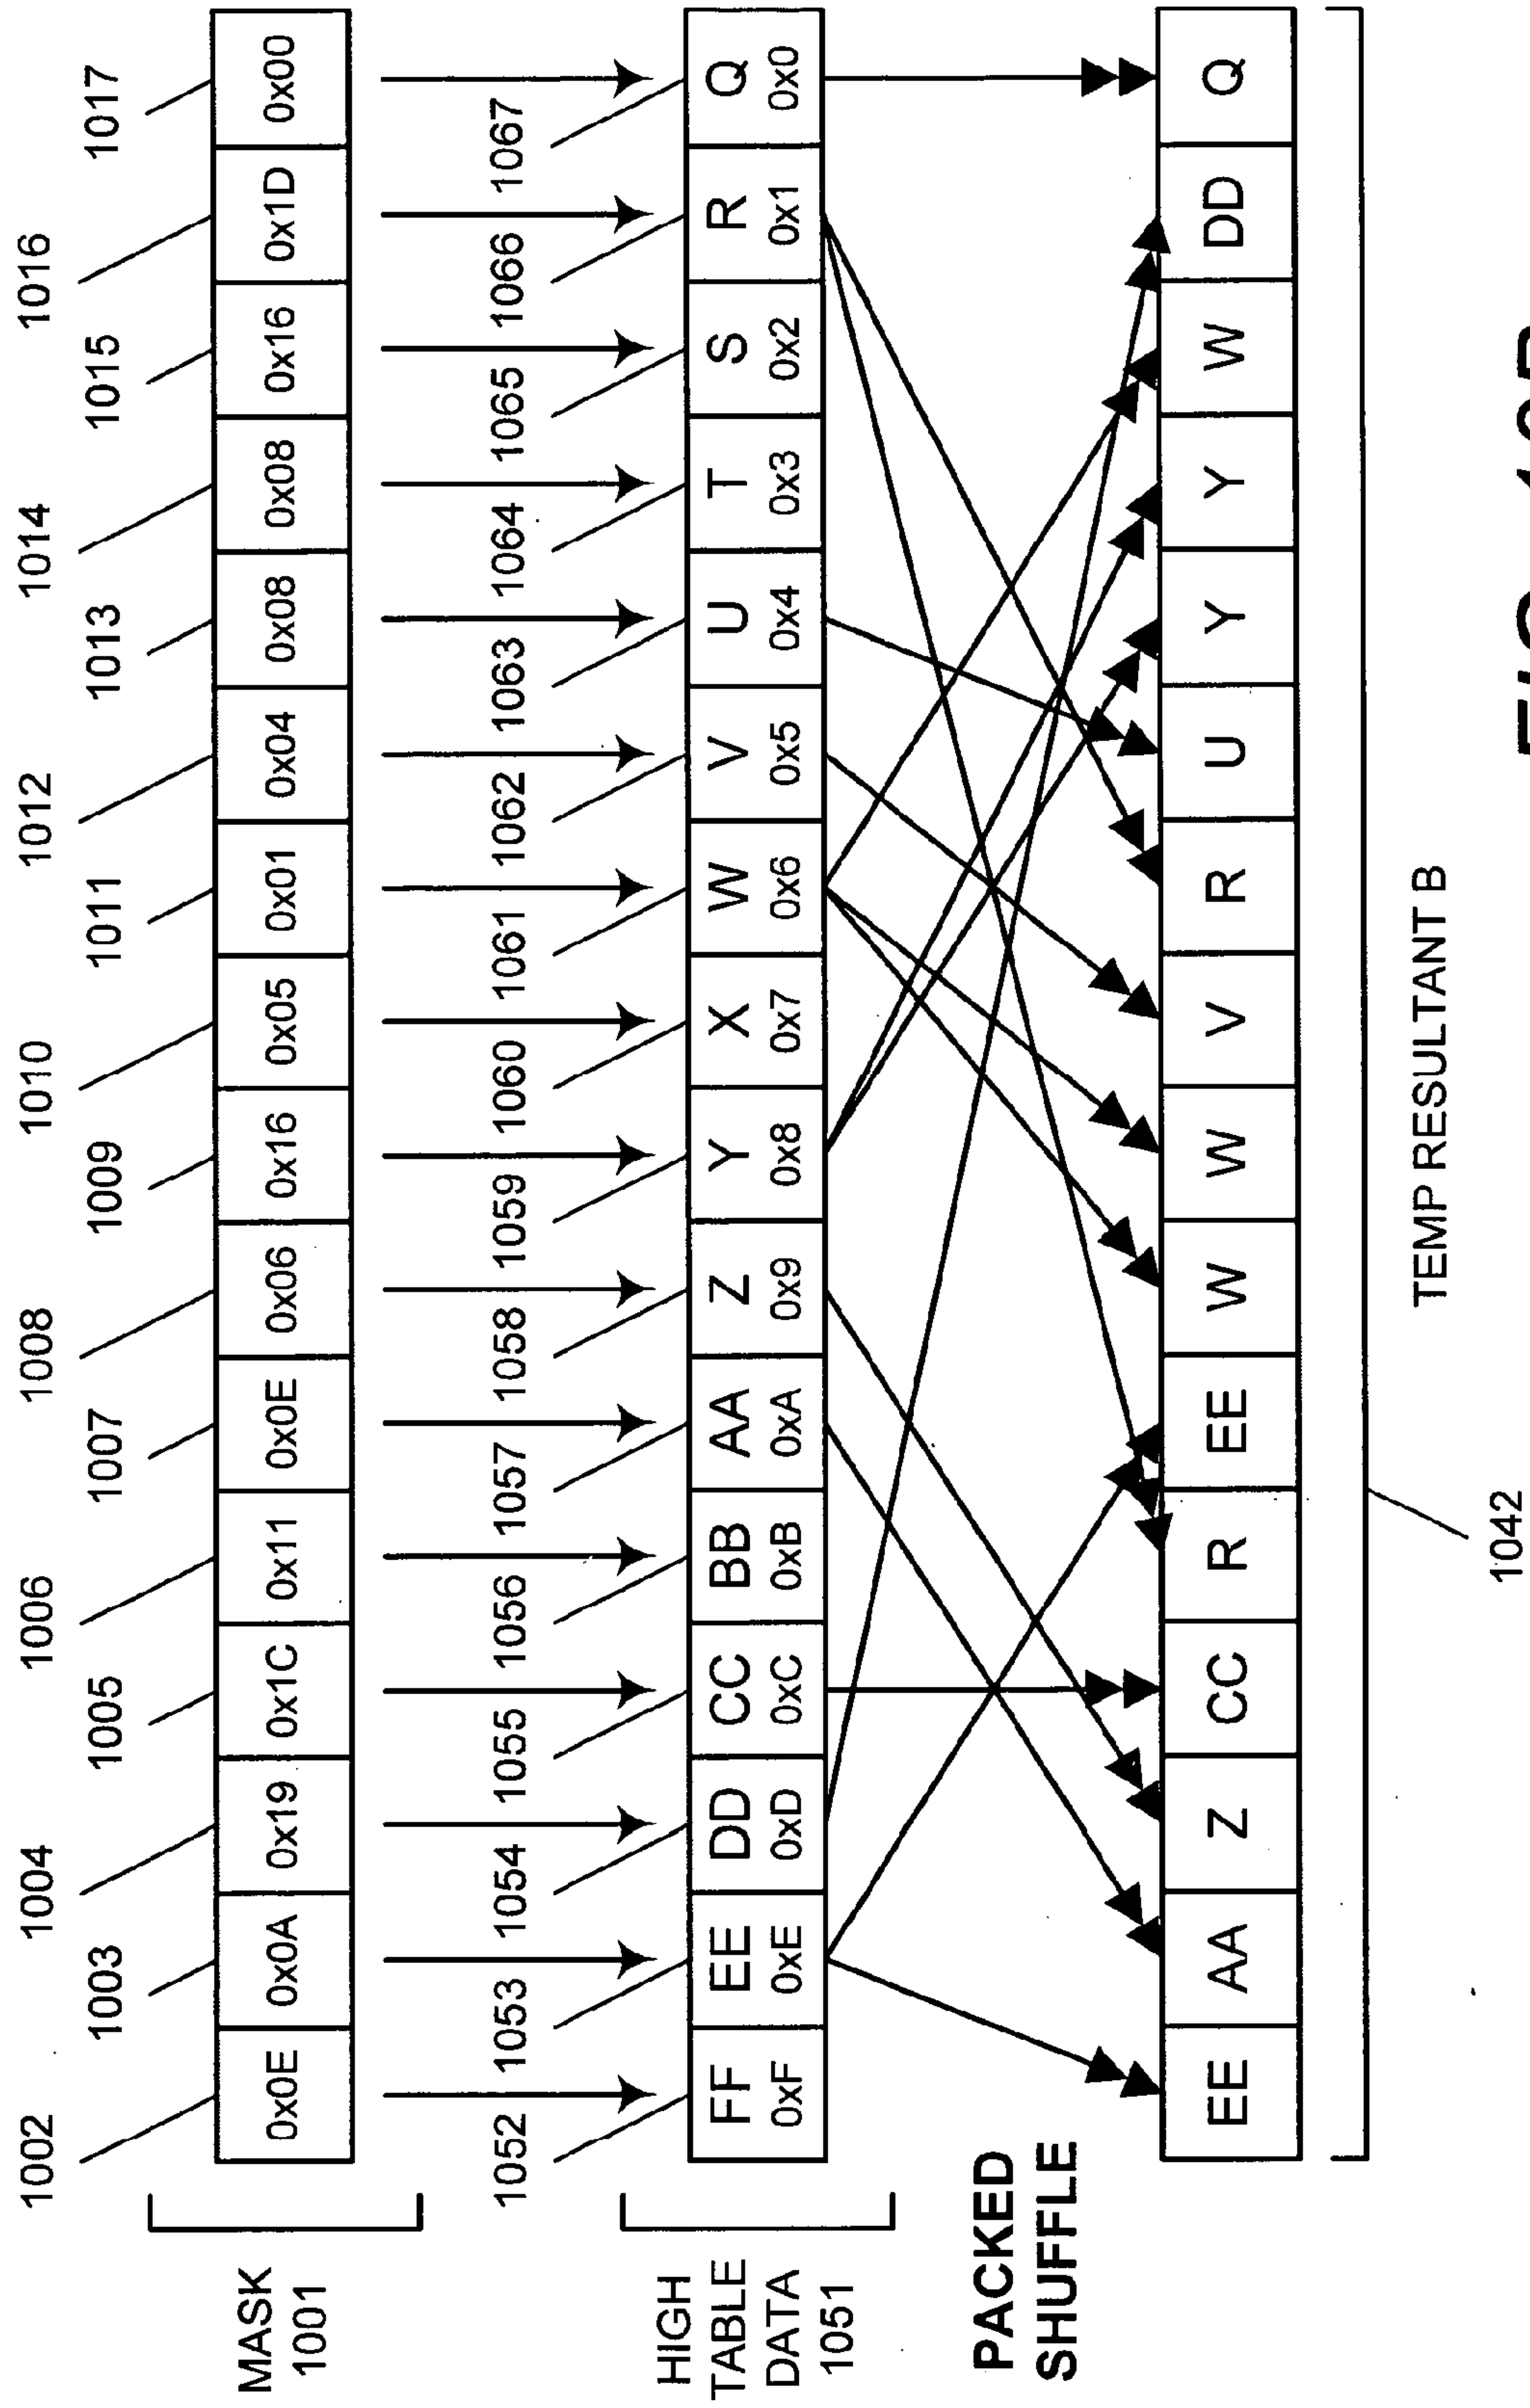 1002 1003 1004 1005 1006 1007 1008 1009 1010 1011 1012 1013 1014 1015 1016 1017
MASK
1001
0x0E 0x0A 0x19 0x1C 0x11 0x0E 0x06 0x16 0x05 0x01 0x04 0x08 0x08 0x16 0x1D 0x00
1052 1053 1054 1055 1056 1057 1058 1059 1060 1061 1062 1063 1064 1065 1066 1067
HIGH
TABLE
DATA
1051
FF EE DD CC BB AA Z Y X W V U T S R Q
0xF 0xE 0xD 0xC 0xB 0xA 0x9 0x8 0x7 0x6 0x5 0x4 0x3 0x2 0x1 0x0
PACKED
SHUFFLE
EE AA Z CC R EE W W V R U Y Y W DD Q
TEMP RESULTANT B
1042